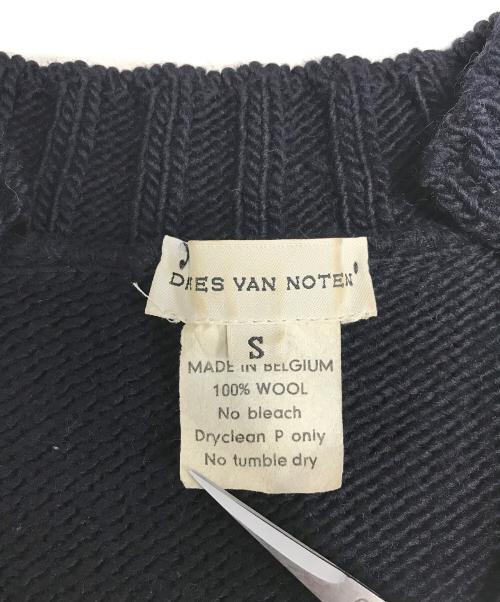 DRIES VAN NOTEN'
S
MADE IN BELGIUM
100% WOOL
No bleach
Dryclean P only
No tumble dry